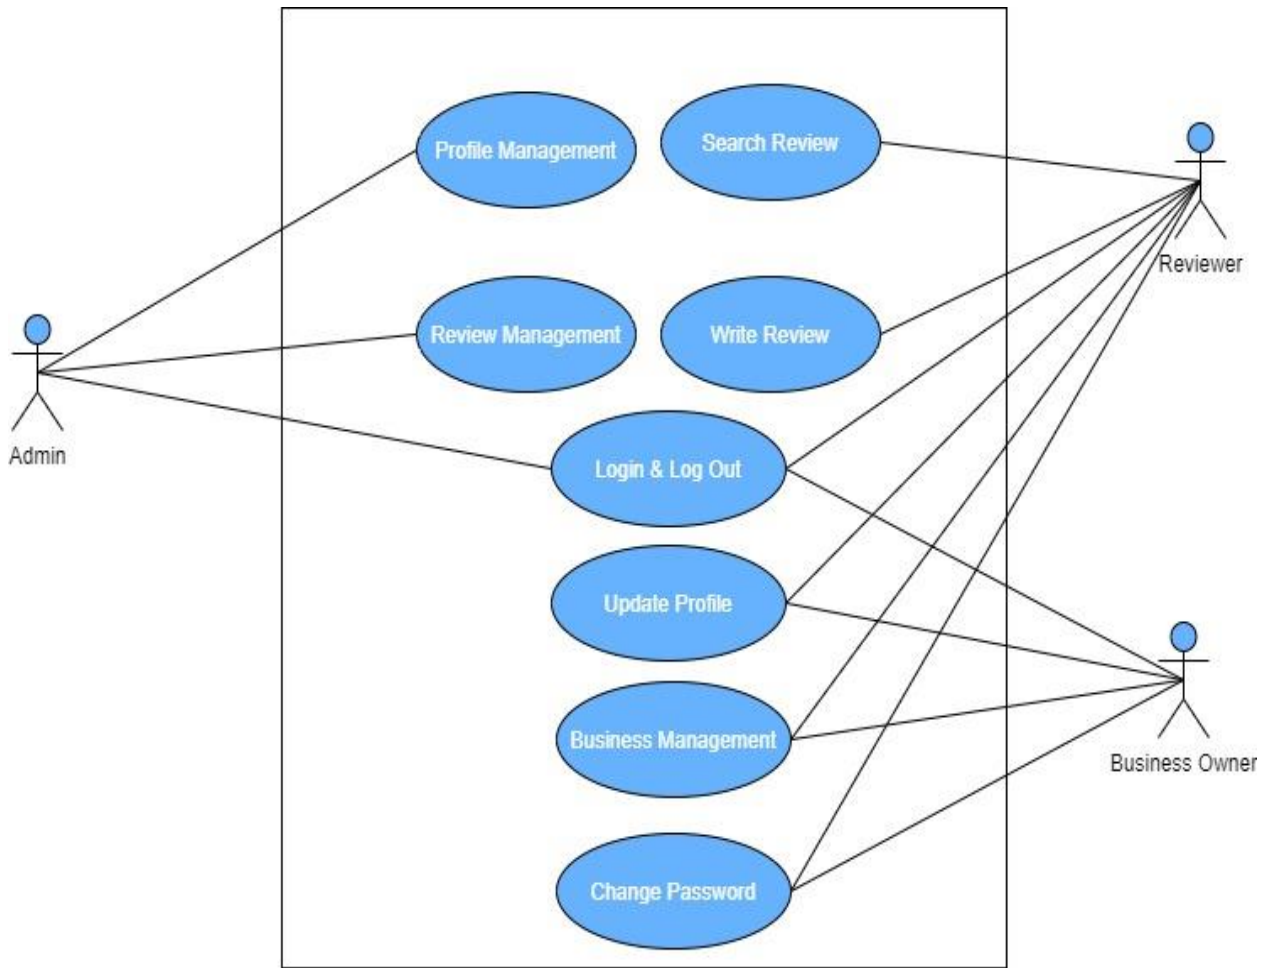 Profile Management
Search Review
Reviewer
Review Management
Write Review
Admin
Login & Log Out
Update Profile
Business Management
Business Owner
Change Password